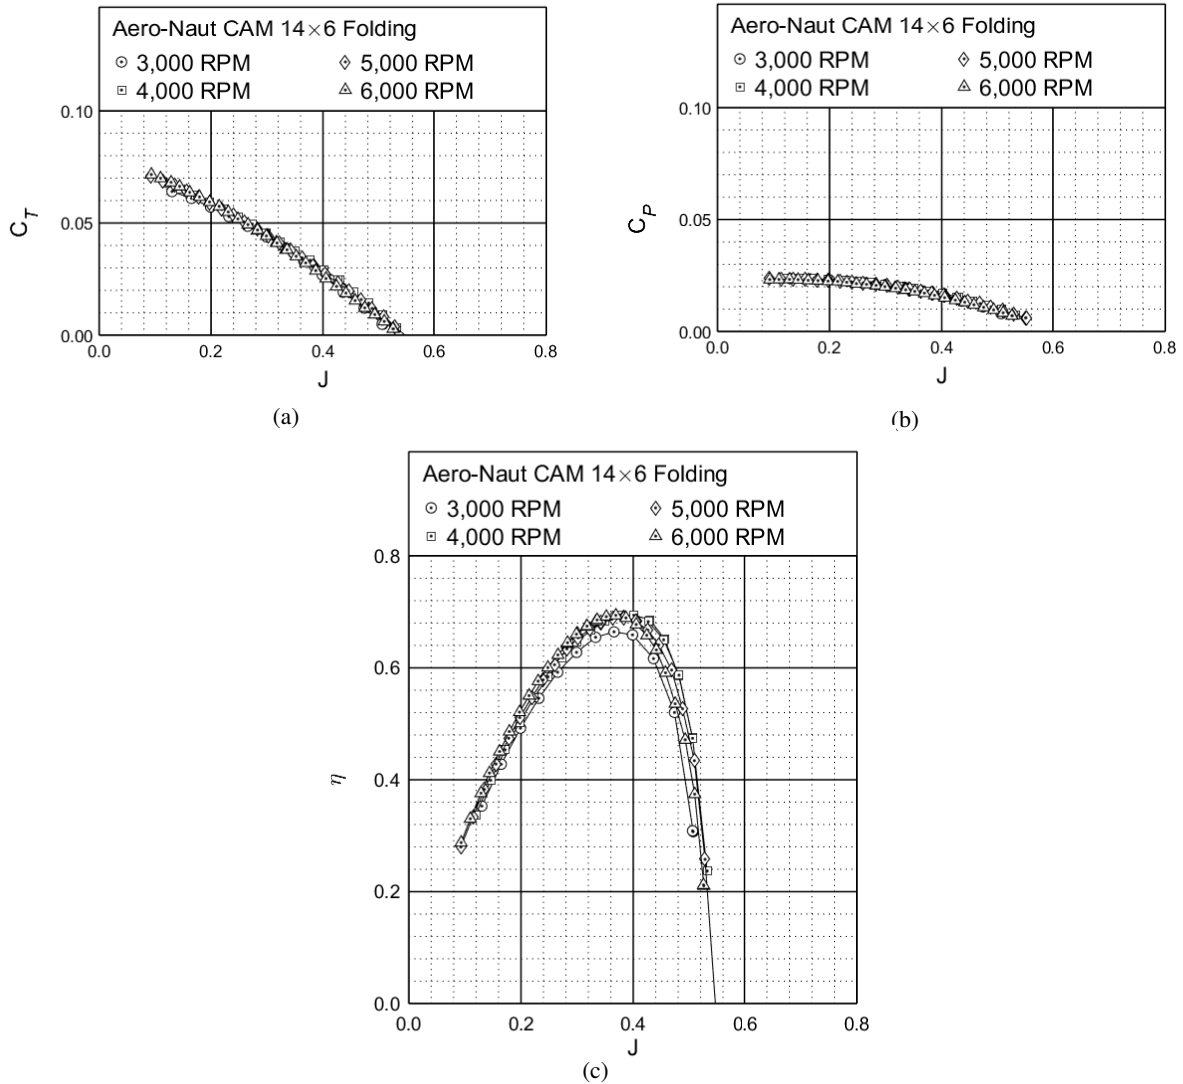 Aero-Naut CAM 14×6 Folding
3,000 RPM 5,000 RPM
4,000 RPM 6,000 RPM
0.10
0.05
0.00
C_T
0.0 0.2 0.4 0.6 0.8
J
(a)
Aero-Naut CAM 14×6 Folding
3,000 RPM 5,000 RPM
4,000 RPM 6,000 RPM
0.10
0.05
0.00
C_P
0.0 0.2 0.4 0.6 0.8
J
(b)
Aero-Naut CAM 14×6 Folding
3,000 RPM 5,000 RPM
4,000 RPM 6,000 RPM
0.8
0.6
0.4
0.2
0.0
η
0.0 0.2 0.4 0.6 0.8
J
(c)